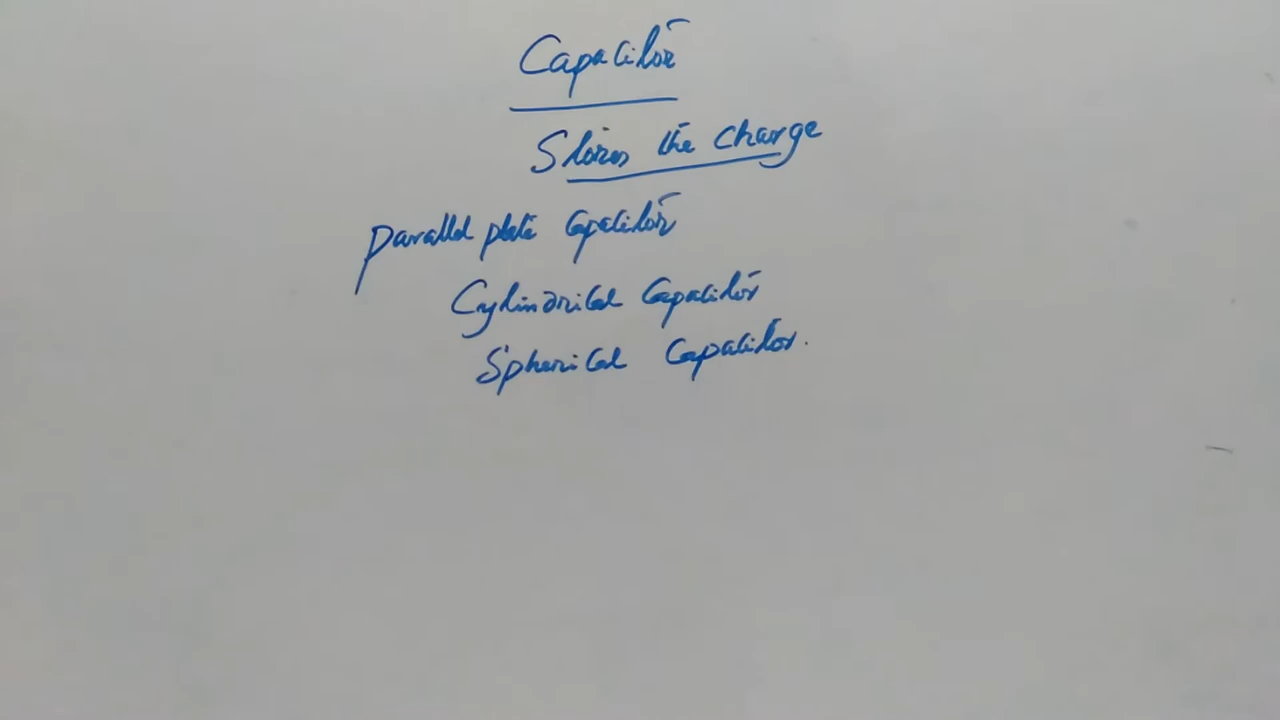 Capacitor
Stores the charge
parallel plate Capacitor
Cylindrical Capacitor
Spherical Capacitor.